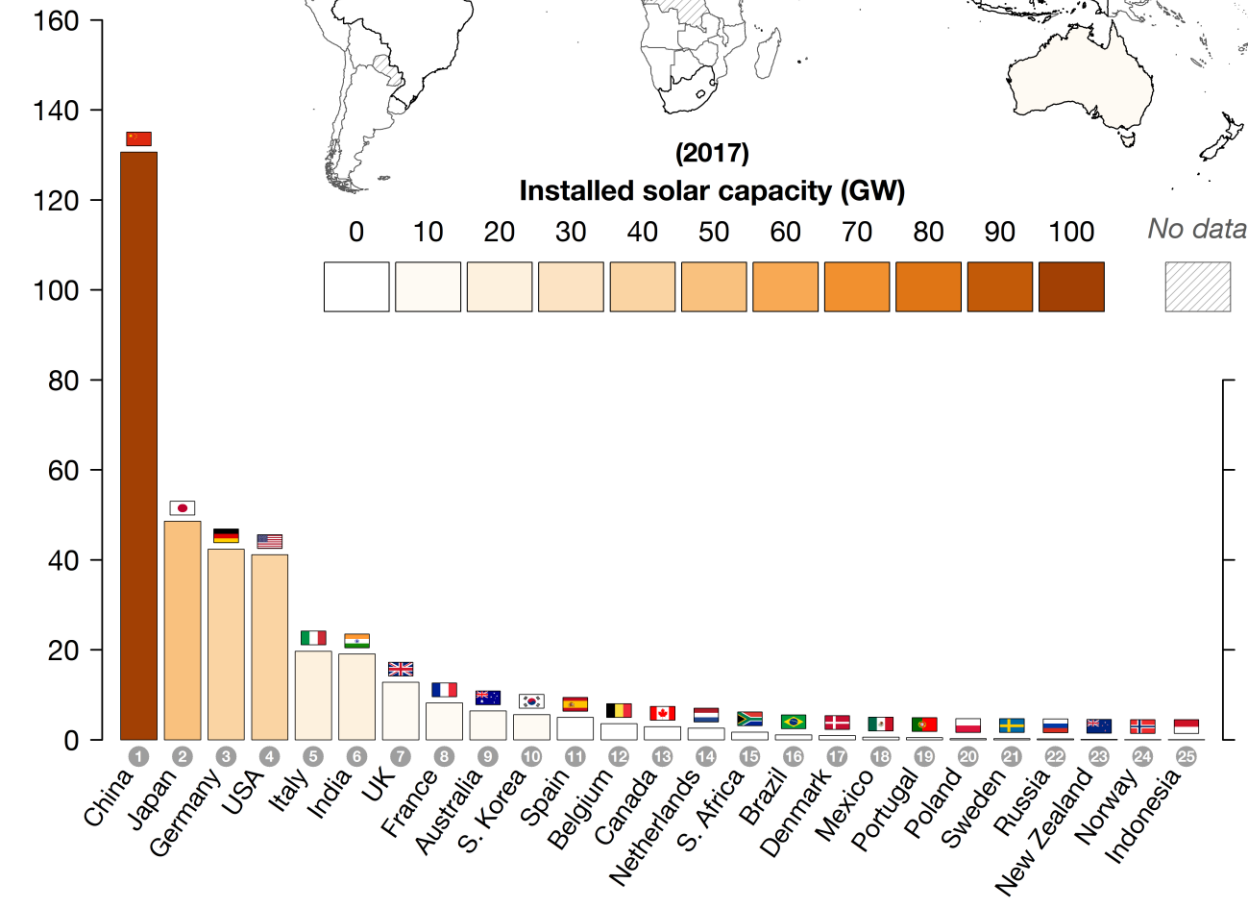 160
140
120
100
80
60
40
20
0
(2017)
Installed solar capacity (GW)
0 10 20 30 40 50 60 70 80 90 100
No data
1 2 3 4 5 6 7 8 9 10 11 12 13 14 15 16 17 18 19 20 21 22 23 24 25
China
Japan
Germany
USA
Italy
India
UK
France
Australia
S. Korea
Spain
Belgium
Canada
Netherlands
S. Africa
Brazil
Denmark
Mexico
Portugal
Poland
Sweden
Russia
New Zealand
Norway
Indonesia